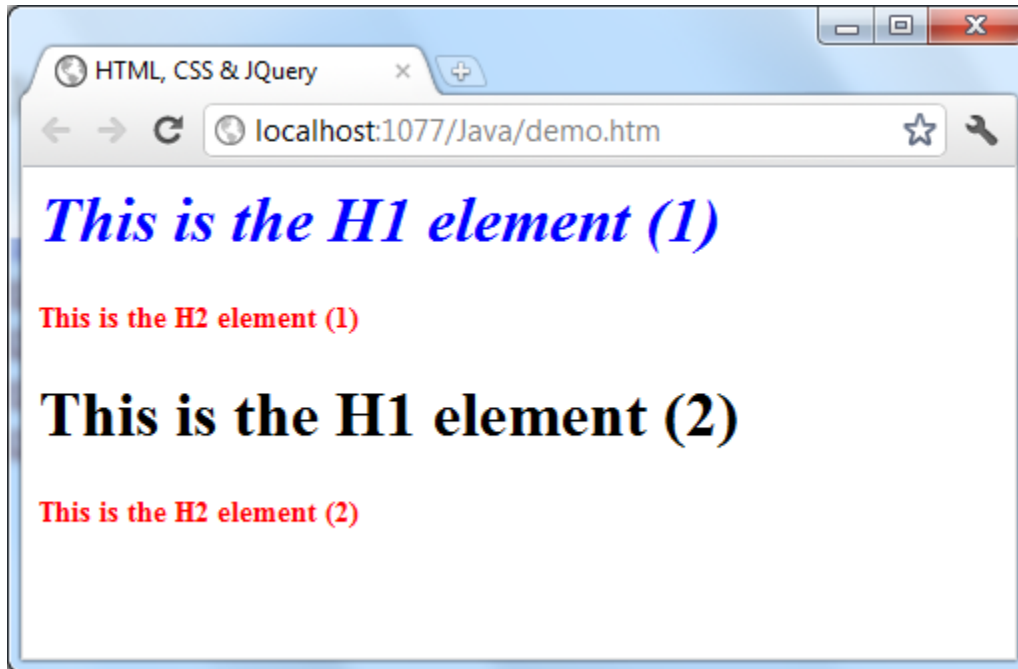 HTML, CSS & JQuery
localhost:1077/Java/demo.htm
This is the H1 element (1)
This is the H2 element (1)
This is the H1 element (2)
This is the H2 element (2)